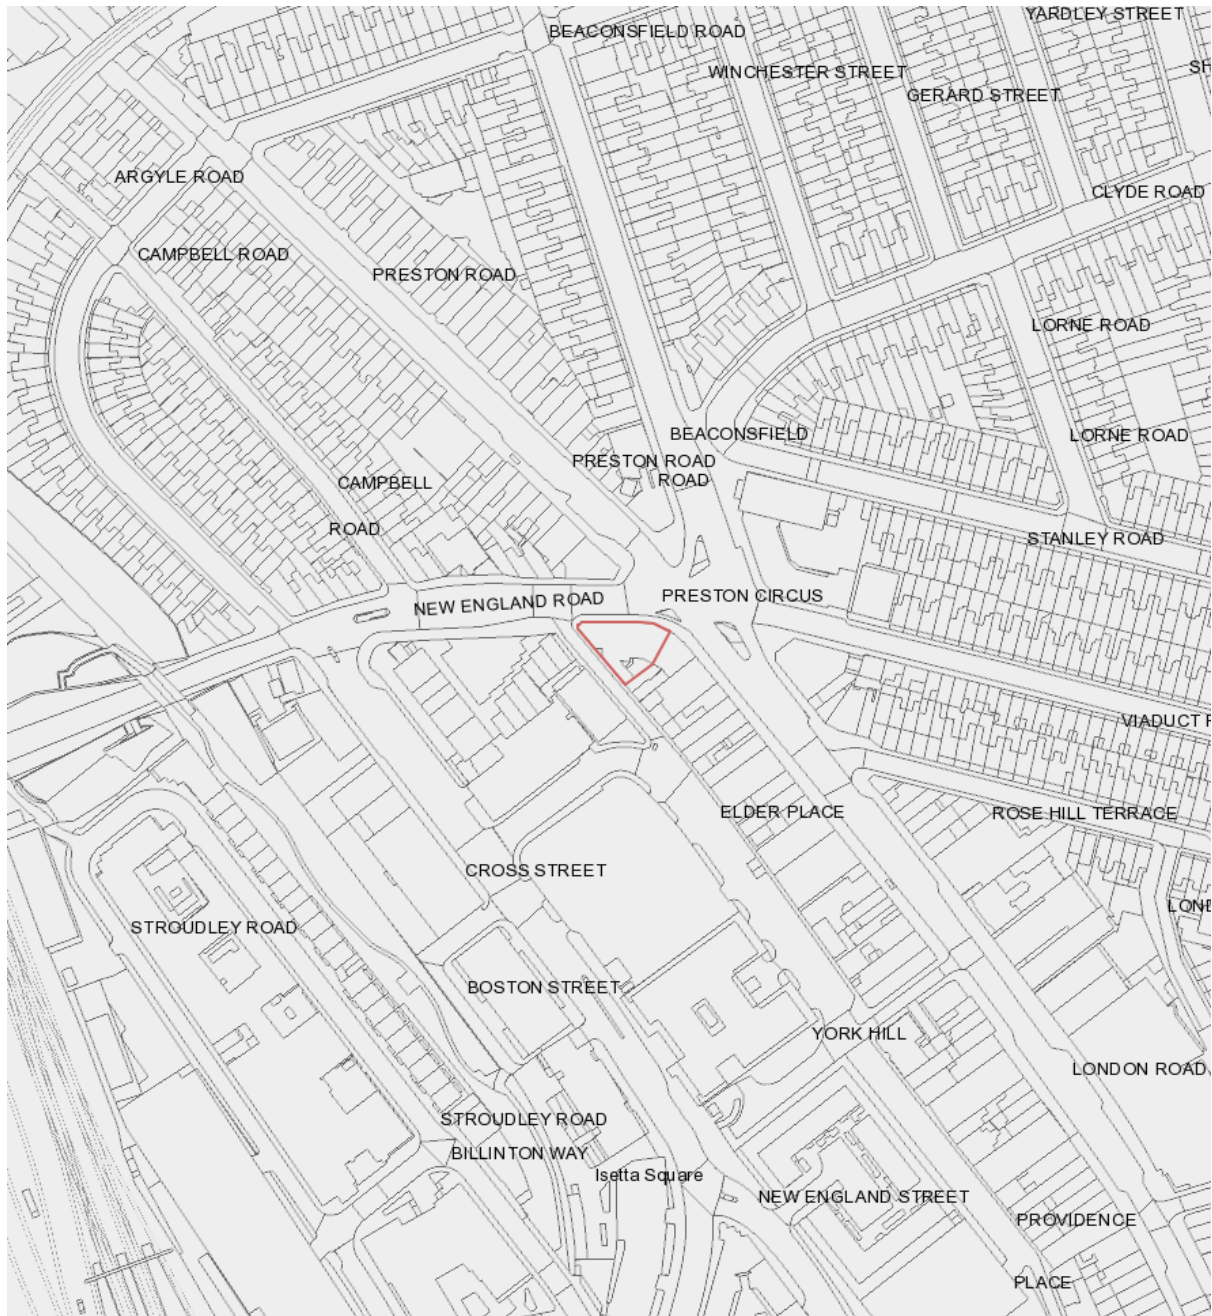 YARDLEY STREET
BEACONSFIELD ROAD
WINCHESTER STREET
SH
GERARD STREET
ARGYLE ROAD
CLYDE ROAD
CAMPBELL ROAD
PRESTON ROAD
LORNE ROAD
BEACONSFIELD
LORNE ROAD
PRESTON ROAD
ROAD
CAMPBELL
ROAD
STANLEY ROAD
NEW ENGLAND ROAD
PRESTON CIRCUS
VIADUCT R
ELDER PLACE
ROSE HILL TERRACE
CROSS STREET
LOND
STROUDLEY ROAD
BOSTON STREET
YORK HILL
LONDON ROAD
STROUDLEY ROAD
BILLINTON WAY
Isetta Square
NEW ENGLAND STREET
PROVIDENCE
PLACE